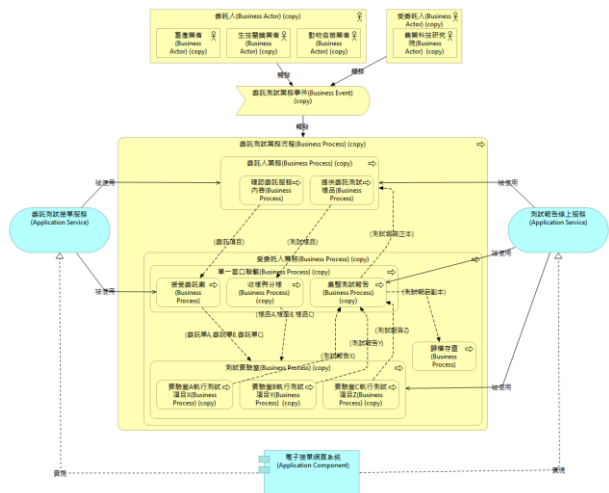 委託人(Business Actor) (copy)
畜產業者
(Business
Actor) (copy)
生技醫藥業者
(Business
Actor) (copy)
動物疫苗業者
(Business
Actor) (copy)
受委託人(Business
Actor) (copy)
農業科技研究
院(Business
Actor) (copy)
觸發
觸發
委託測試業務事件(Business Event)
(copy)
觸發
委託測試業務流程(Business Process) (copy)
委託人業務(Business Process) (copy)
確認委託服務
內容(Business
Process)
提供委託測試
樣品(Business
Process)
被使用
被使用
委託測試接單服務
(Application Service)
測試報告線上服務
(Application Service)
(委託項目)
(測試樣品)
(測試報告正本)
被使用
被使用
受委託人業務(Business Process) (copy)
單一窗口聯繫(Business Process) (copy)
接受委託案
(Business
Process)
收樣與分樣
(Business Process)
(copy)
彙整測試報告
(Business Process)
(copy)
(測試報告副本)
(樣品A,樣品B,樣品C)
(委託單A,委託單B,委託單C)
(測試報告X)
(測試報告Y)
(測試報告Z)
歸檔存查
(Business
Process)
測試實驗室(Business Process) (copy)
實驗室A執行測試
項目X(Business
Process) (copy)
實驗室B執行測試
項目Y(Business
Process) (copy)
實驗室C執行測試
項目Z(Business
Process) (copy)
被使用
電子接單網頁系統
(Application Component)
實現
實現